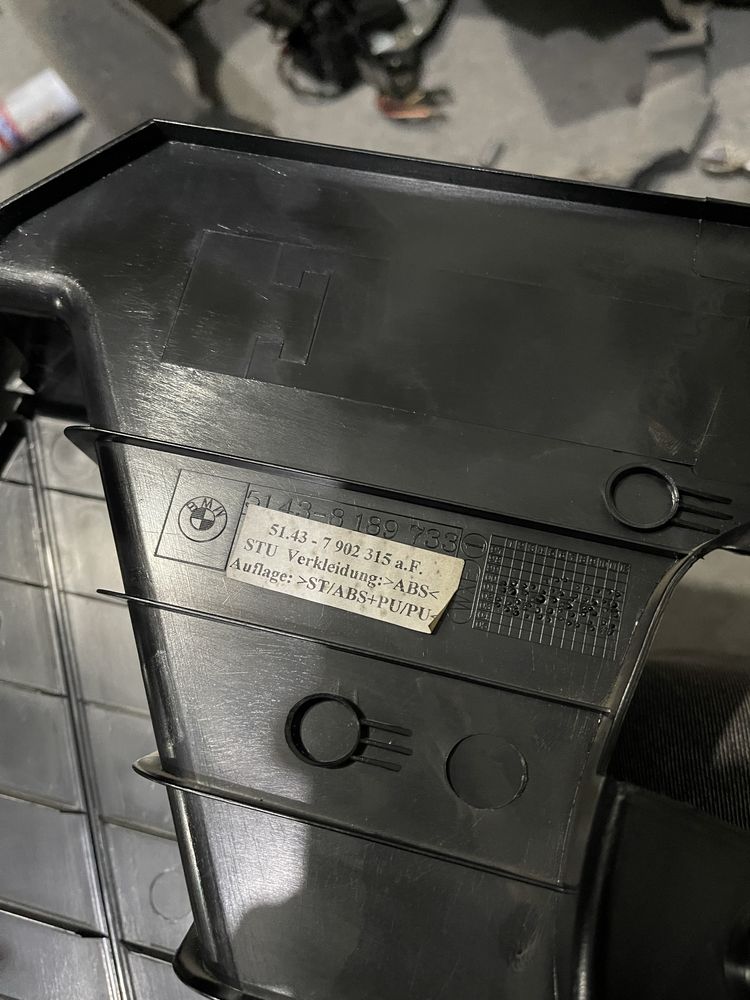 BMW
51.43-8 189 733
51.43 - 7 902 315 a.F.
STU Verkleidung:>ABS<
Auflage: >ST/ABS+PU/PU<